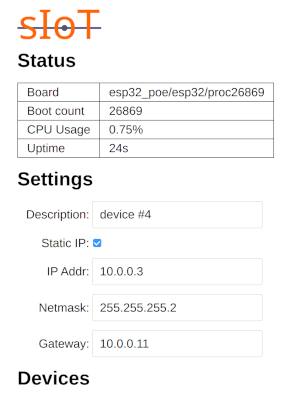 sIoT
Status
Board esp32_poe/esp32/proc26869
Boot count 26869
CPU Usage 0.75%
Uptime 24s
Settings
Description: device #4
Static IP:
IP Addr: 10.0.0.3
Netmask: 255.255.255.2
Gateway: 10.0.0.11
Devices